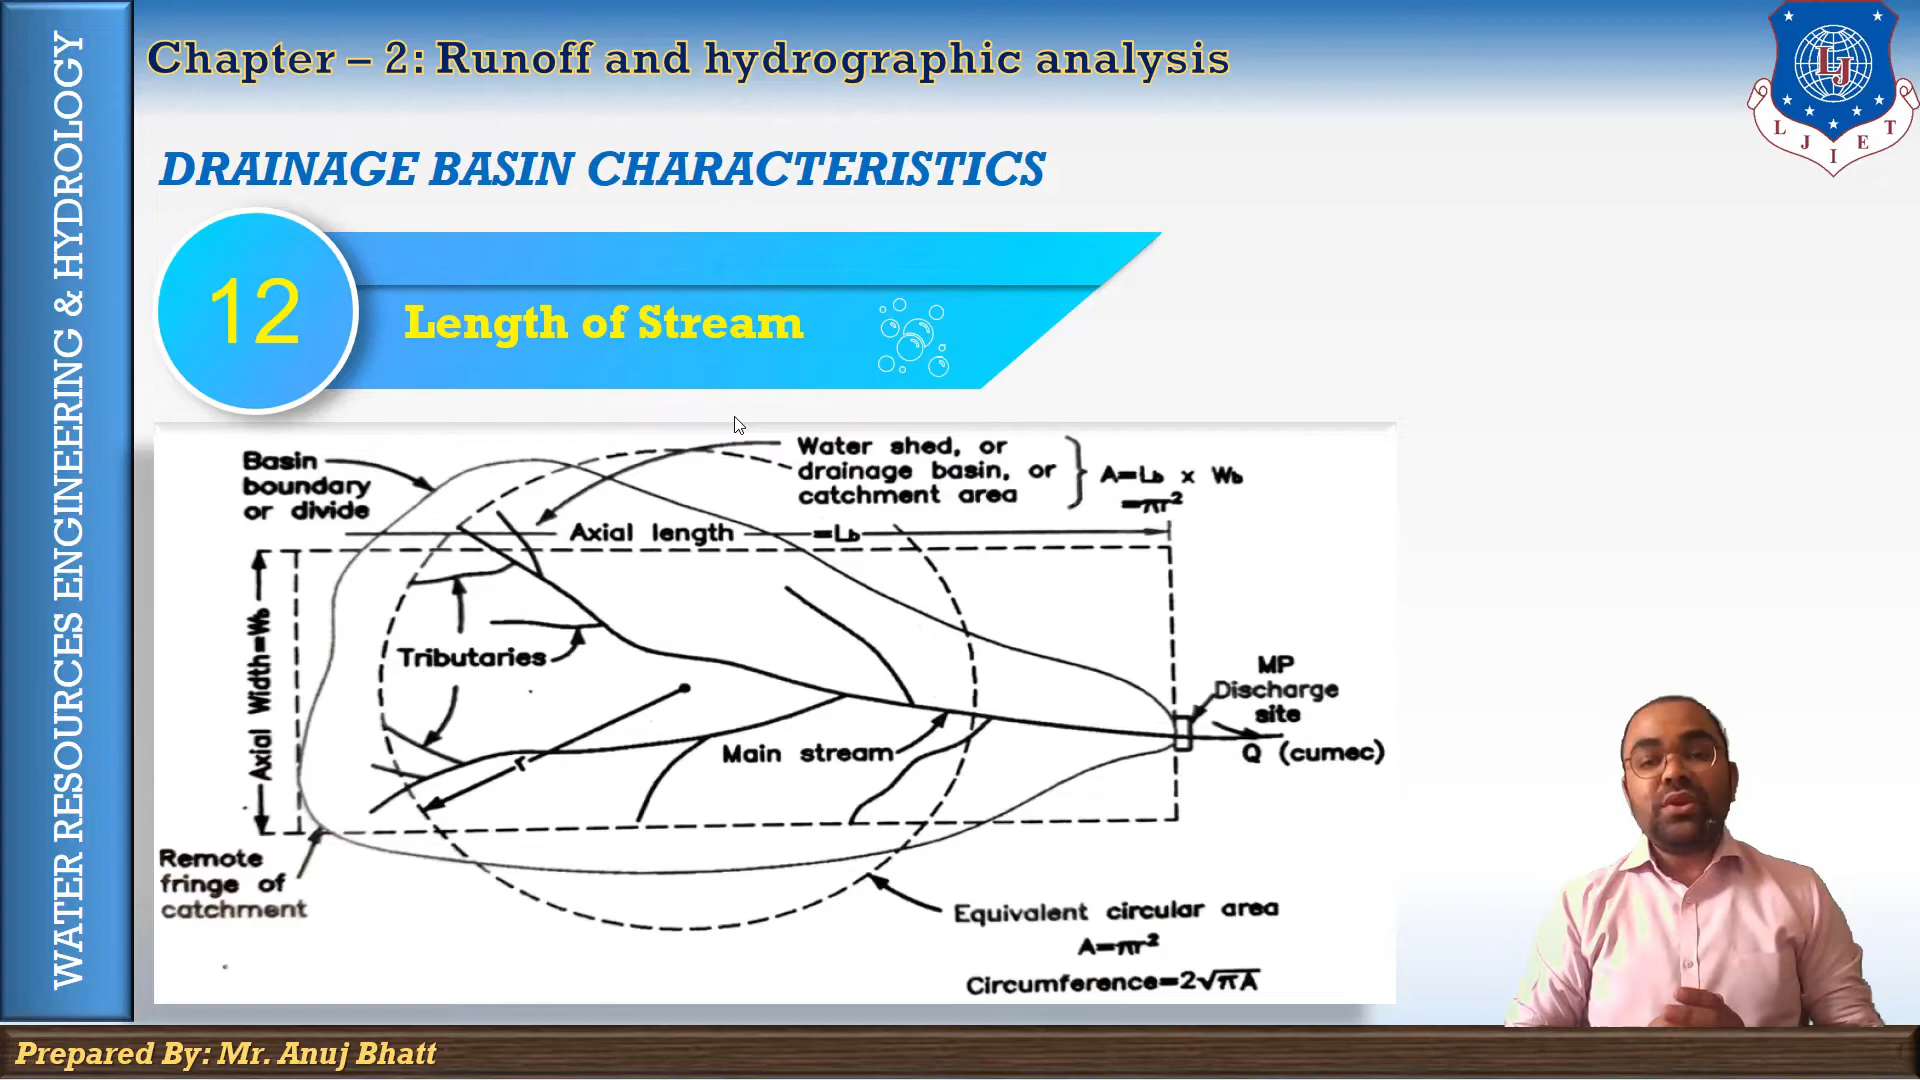 WATER RESOURCES ENGINEERING & HYDROLOGY
Chapter – 2: Runoff and hydrographic analysis
L J I E T
LJ
DRAINAGE BASIN CHARACTERISTICS
12
Length of Stream
Basin
boundary
or divide
Water shed, or
drainage basin, or
catchment area
A=Lb x Wb
=πr²
Axial length =Lb
Axial Width=Wb
Tributaries
r
Main stream
MP
Discharge
site
Q (cumec)
Remote
fringe of
catchment
Equivalent circular area
A=πr²
Circumference=2√πA
Prepared By: Mr. Anuj Bhatt